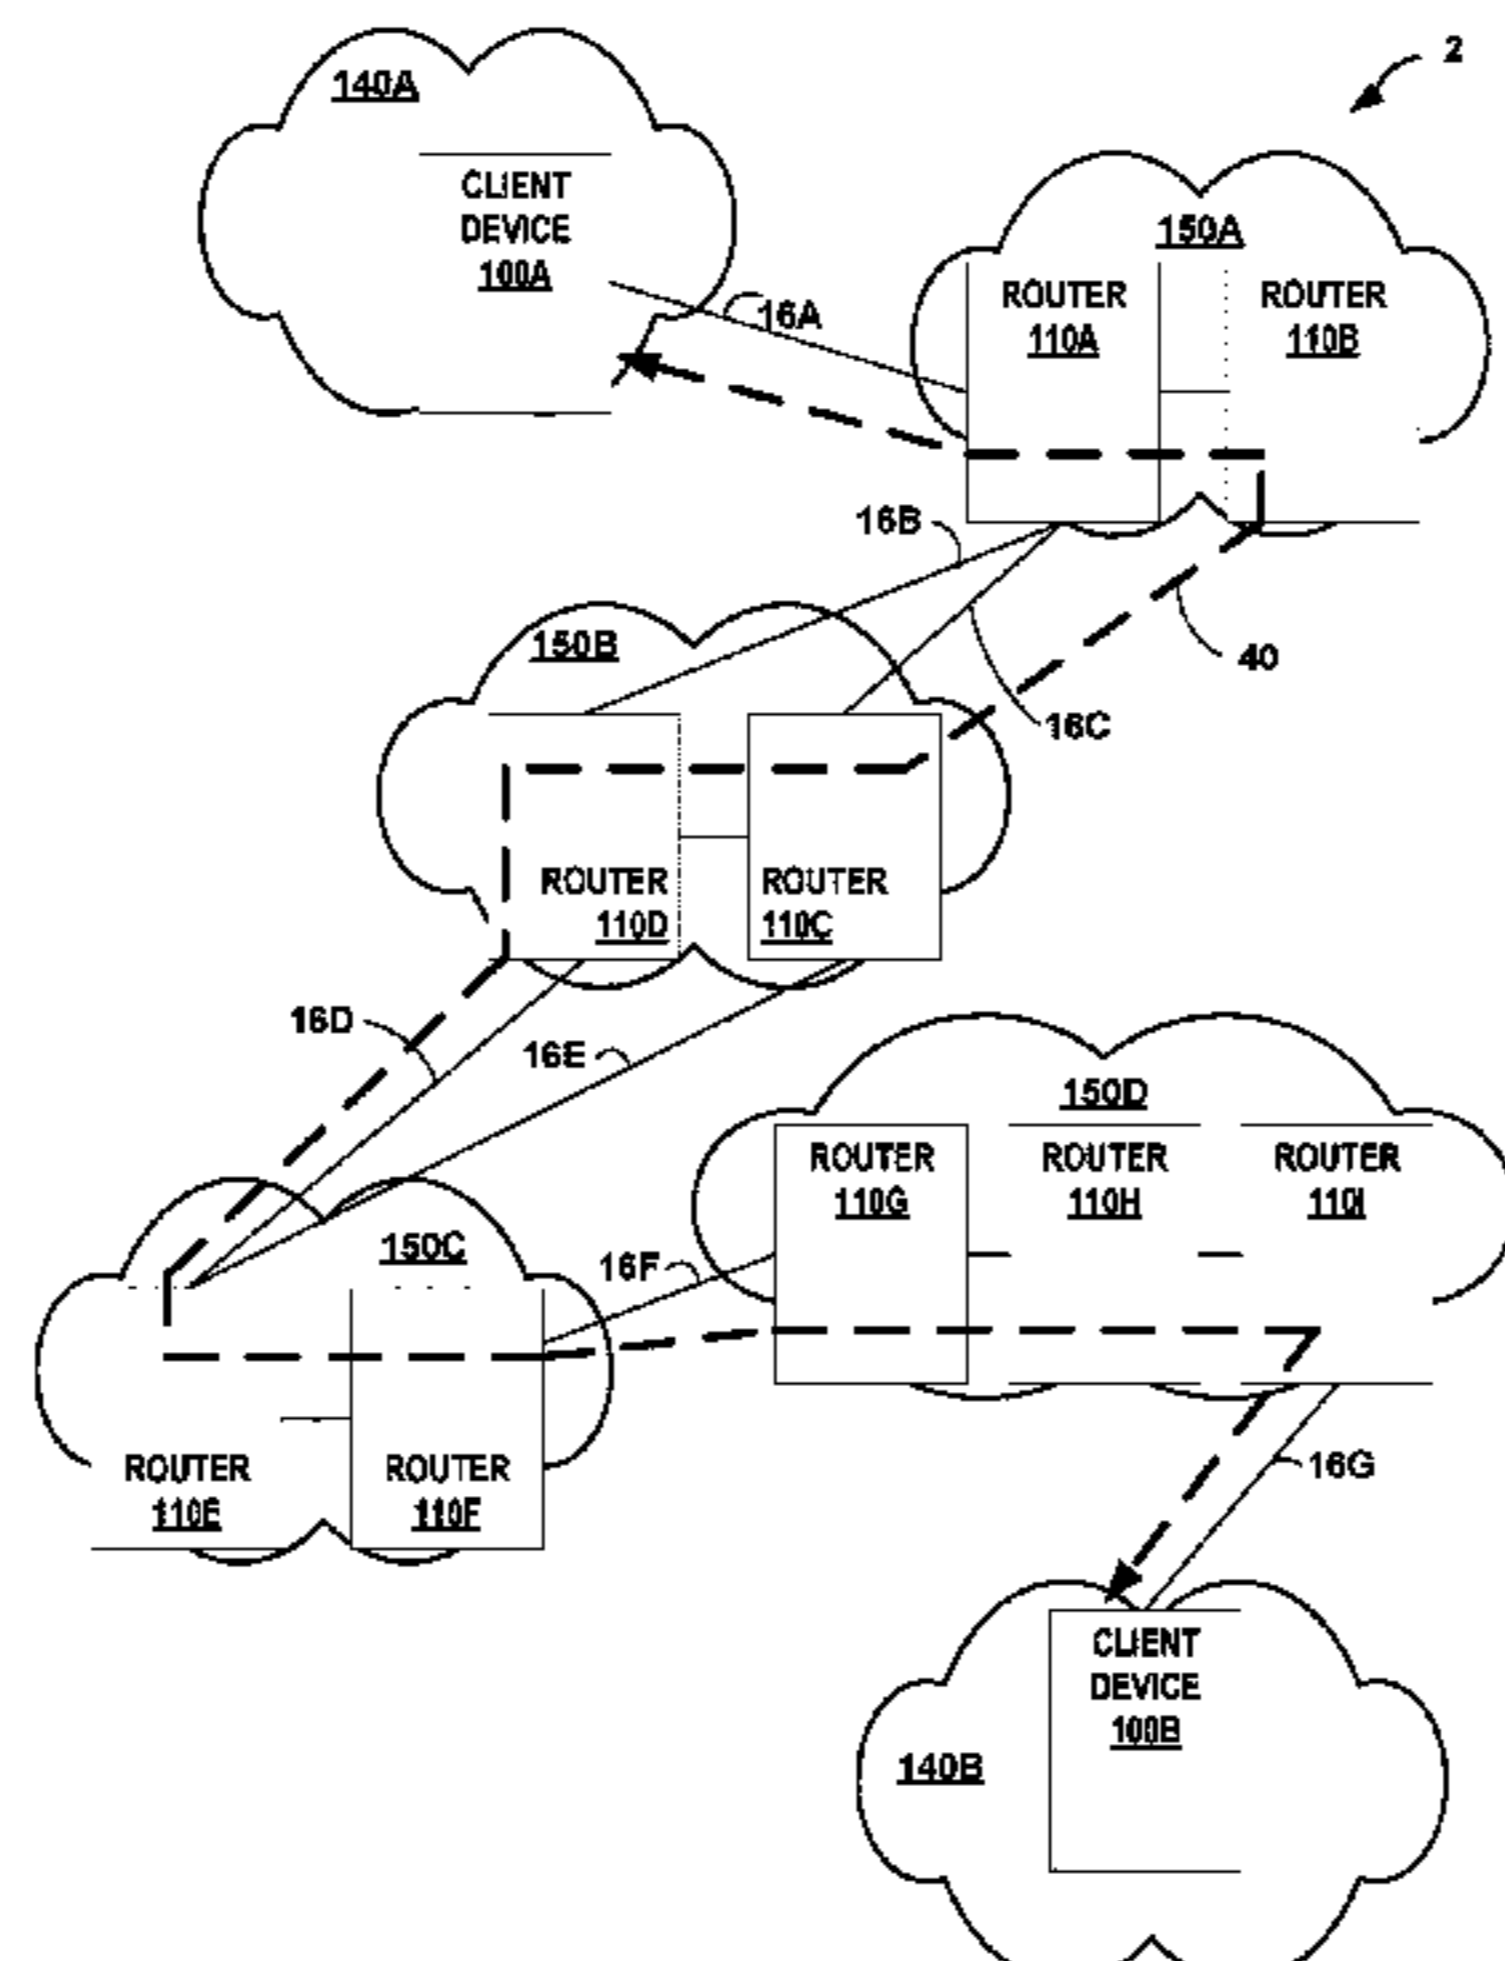 2
140A
CLIENT
DEVICE
100A
150A
ROUTER
110A
ROUTER
110B
16A
16B
40
16C
150B
ROUTER
110D
ROUTER
110C
16D
16E
150D
ROUTER
110G
ROUTER
110H
ROUTER
110I
150C
16F
ROUTER
110E
ROUTER
110F
16G
CLIENT
DEVICE
100B
140B